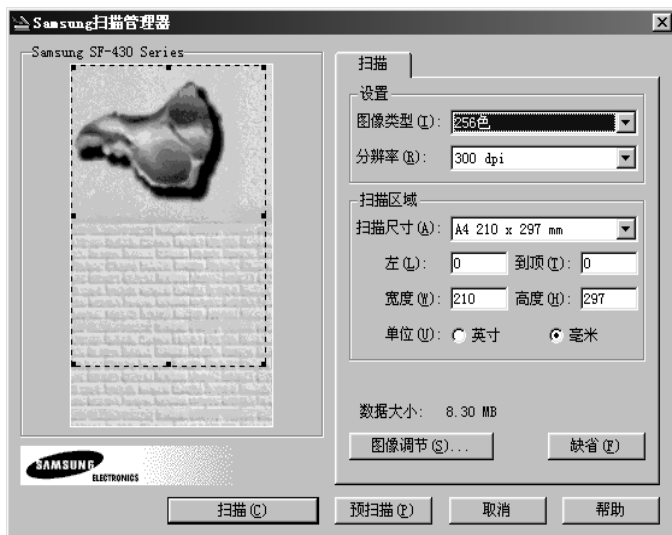 Samsung扫描管理器
Samsung SF-430 Series
扫描
设置
图像类型(I): 256色
分辨率(R): 300 dpi
扫描区域
扫描尺寸(A): A4 210 x 297 mm
左(L): 0 到顶(T): 0
宽度(W): 210 高度(H): 297
单位(U): 英寸 毫米
数据大小: 8.30 MB
图像调节(S)... 缺省(F)
SAMSUNG
ELECTRONICS
扫描(C) 预扫描(P) 取消 帮助